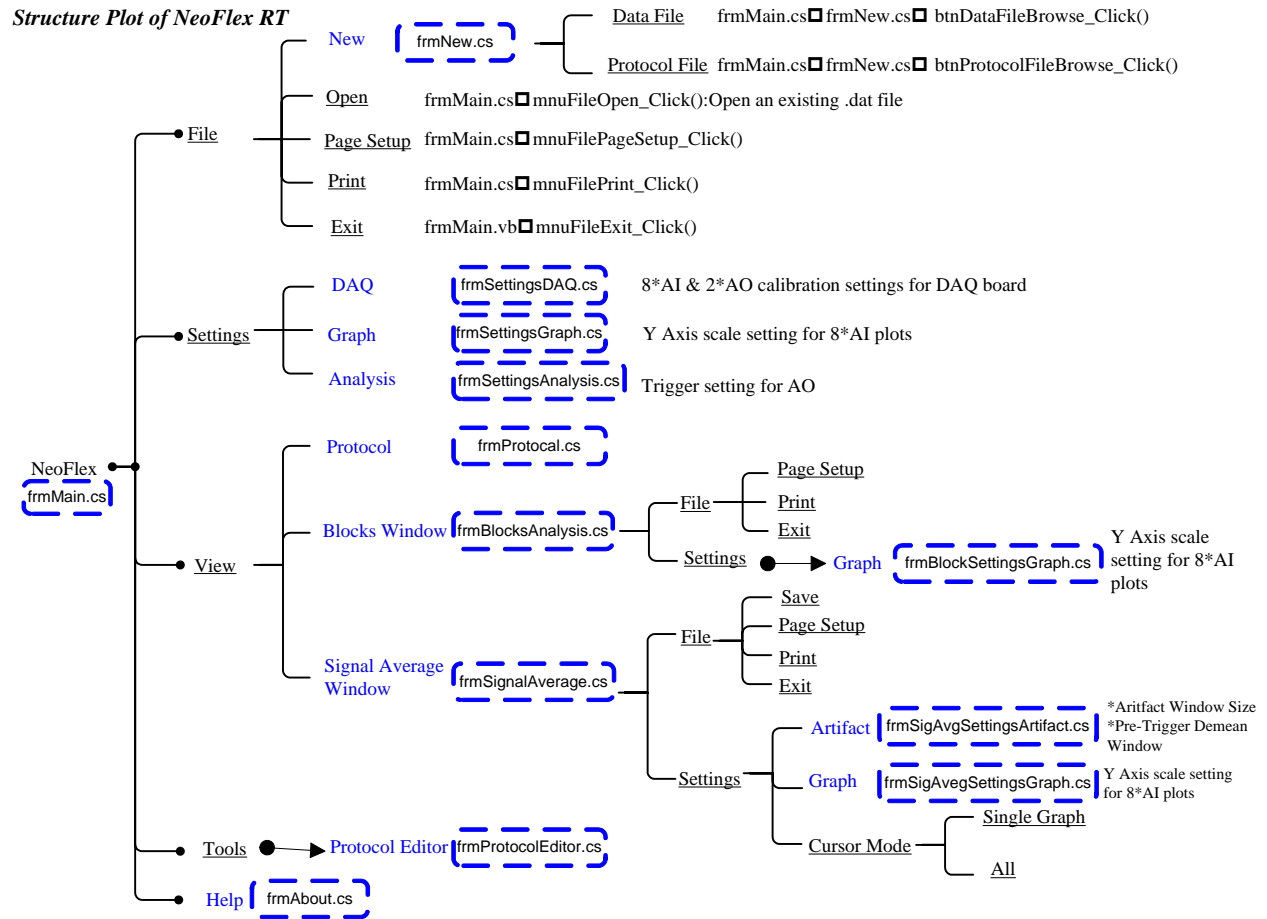 Structure Plot of NeoFlex RT
New
frmNew.cs
Data File
frmMain.cs□frmNew.cs□ btnDataFileBrowse_Click()
Protocol File
frmMain.cs□frmNew.cs□ btnProtocolFileBrowse_Click()
Open
frmMain.cs□mnuFileOpen_Click():Open an existing .dat file
File
Page Setup
frmMain.cs□mnuFilePageSetup_Click()
Print
frmMain.cs□mnuFilePrint_Click()
Exit
frmMain.vb□mnuFileExit_Click()
DAQ
frmSettingsDAQ.cs
8*AI & 2*AO calibration settings for DAQ board
Settings
Graph
frmSettingsGraph.cs
Y Axis scale setting for 8*AI plots
Analysis
frmSettingsAnalysis.cs
Trigger setting for AO
NeoFlex
frmMain.cs
Protocol
frmProtocal.cs
Blocks Window
frmBlocksAnalysis.cs
File
Page Setup
Print
Exit
Settings
Graph
frmBlockSettingsGraph.cs
Y Axis scale
setting for 8*AI
plots
View
Signal Average
Window
frmSignalAverage.cs
File
Save
Page Setup
Print
Exit
Settings
Artifact
frmSigAvgSettingsArtifact.cs
*Aritfact Window Size
*Pre-Trigger Demean
Window
Graph
frmSigAvegSettingsGraph.cs
Y Axis scale setting
for 8*AI plots
Cursor Mode
Single Graph
All
Tools
Protocol Editor
frmProtocolEditor.cs
Help
frmAbout.cs